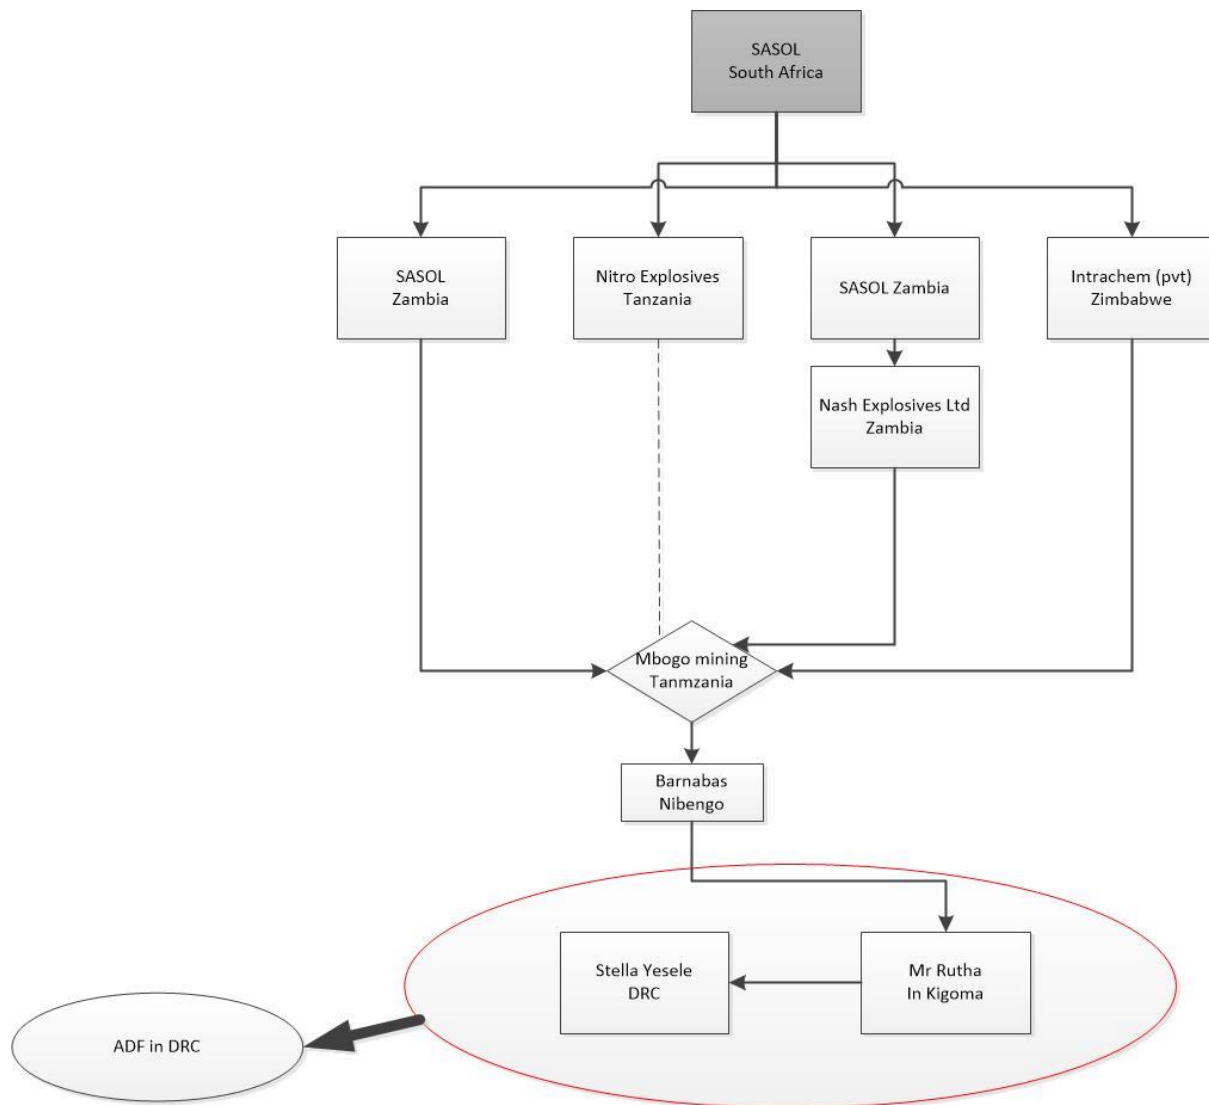 SASOL
South Africa
SASOL
Zambia
Nitro Explosives
Tanzania
SASOL Zambia
Intrachem (pvt)
Zimbabwe
Nash Explosives Ltd
Zambia
Mbogo mining
Tanmzania
Barnabas
Nibengo
Stella Yesele
DRC
Mr Rutha
In Kigoma
ADF in DRC